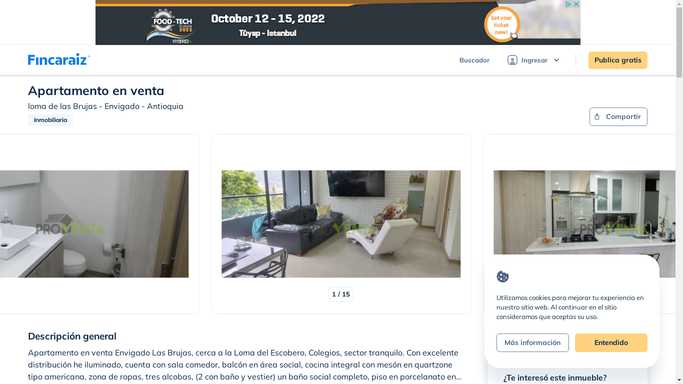 FOOD-TECH
October 12 - 15, 2022
Tüyap - Istanbul
Get your
ticket
now!
Fincaraiz
Buscador
Ingresar
Publica gratis
Apartamento en venta
loma de las Brujas - Envigado - Antioquia
Inmobiliaria
Compartir
1 / 15
Utilizamos cookies para mejorar tu experiencia en
nuestro sitio web. Al continuar en el sitio
consideramos que aceptas su uso.
Más información
Entendido
Descripción general
Apartamento en venta Envigado Las Brujas, cerca a la Loma del Escobero, Colegios, sector tranquilo. Con excelente
distribución he iluminado, cuenta con sala comedor, balcón en área social, cocina integral con mesón en quartzone
tipo americana, zona de ropas, tres alcobas, (2 con baño y vestier) un baño social completo, piso en porcelanato en...
¿Te interesó este inmueble?